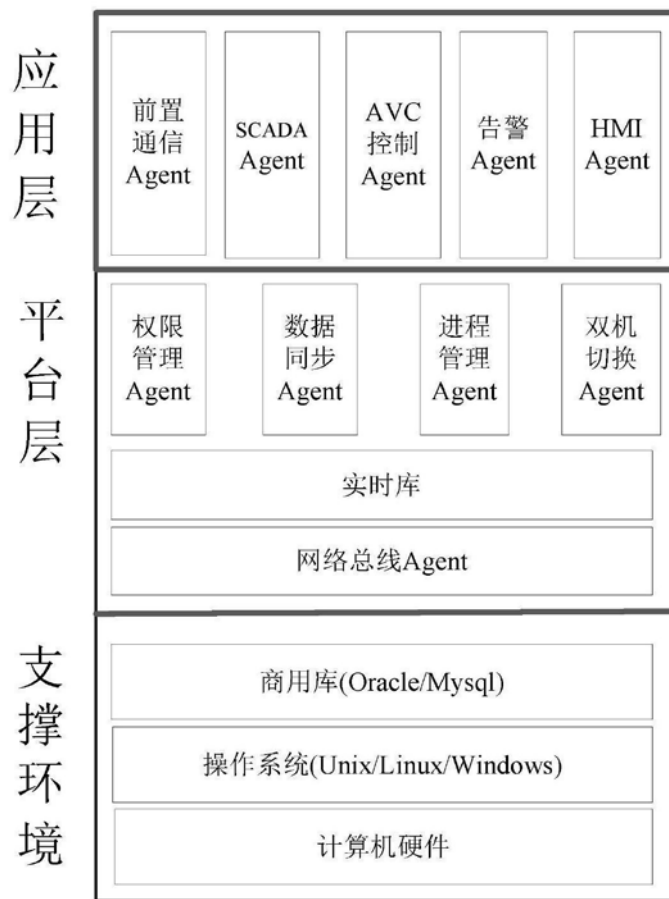 应用层
前置
通信
Agent
SCADA
Agent
AVC
控制
Agent
告警
Agent
HMI
Agent
平台层
权限
管理
Agent
数据
同步
Agent
进程
管理
Agent
双机
切换
Agent
实时库
网络总线Agent
支撑环境
商用库(Oracle/Mysql)
操作系统(Unix/Linux/Windows)
计算机硬件